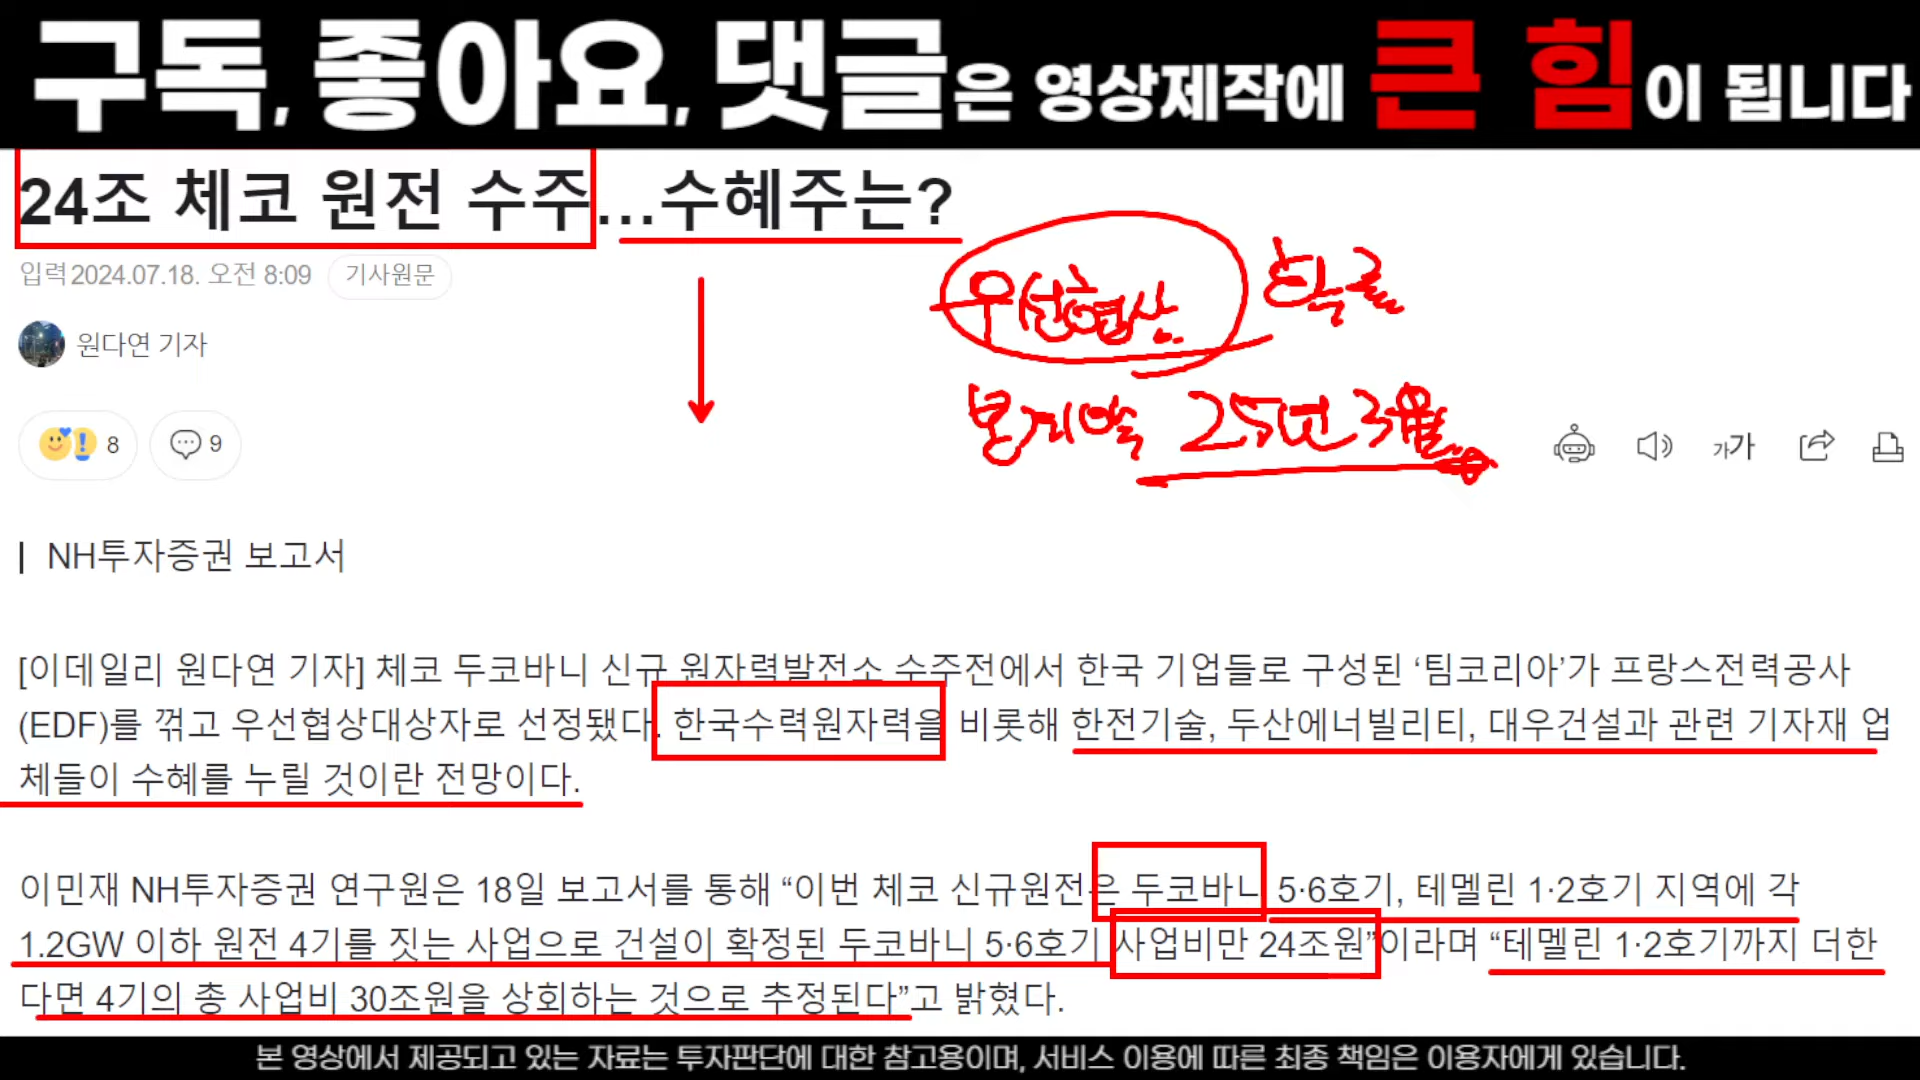 구독, 좋아요, 댓글은 영상제작에 큰 힘이 됩니다
24조 체코 원전 수주...수혜주는?
입력 2024.07.18. 오전 8:09 기사원문
우선협상
원다연 기자
본계약 25년 3월
8 9
가가
| NH투자증권 보고서
[이데일리 원다연 기자] 체코 두코바니 신규 원자력발전소 수주전에서 한국 기업들로 구성된 ‘팀코리아’가 프랑스전력공사
(EDF)를 꺾고 우선협상대상자로 선정됐다. 한국수력원자력을 비롯해 한전기술, 두산에너빌리티, 대우건설과 관련 기자재 업
체들이 수혜를 누릴 것이란 전망이다.
이민재 NH투자증권 연구원은 18일 보고서를 통해 “이번 체코 신규원전은 두코바니 5·6호기, 테멜린 1·2호기 지역에 각
1.2GW 이하 원전 4기를 짓는 사업으로 건설이 확정된 두코바니 5·6호기 사업비만 24조원”이라며 “테멜린 1·2호기까지 더한
다면 4기의 총 사업비 30조원을 상회하는 것으로 추정된다”고 밝혔다.
본 영상에서 제공되고 있는 자료는 투자판단에 대한 참고용이며, 서비스 이용에 따른 최종 책임은 이용자에게 있습니다.